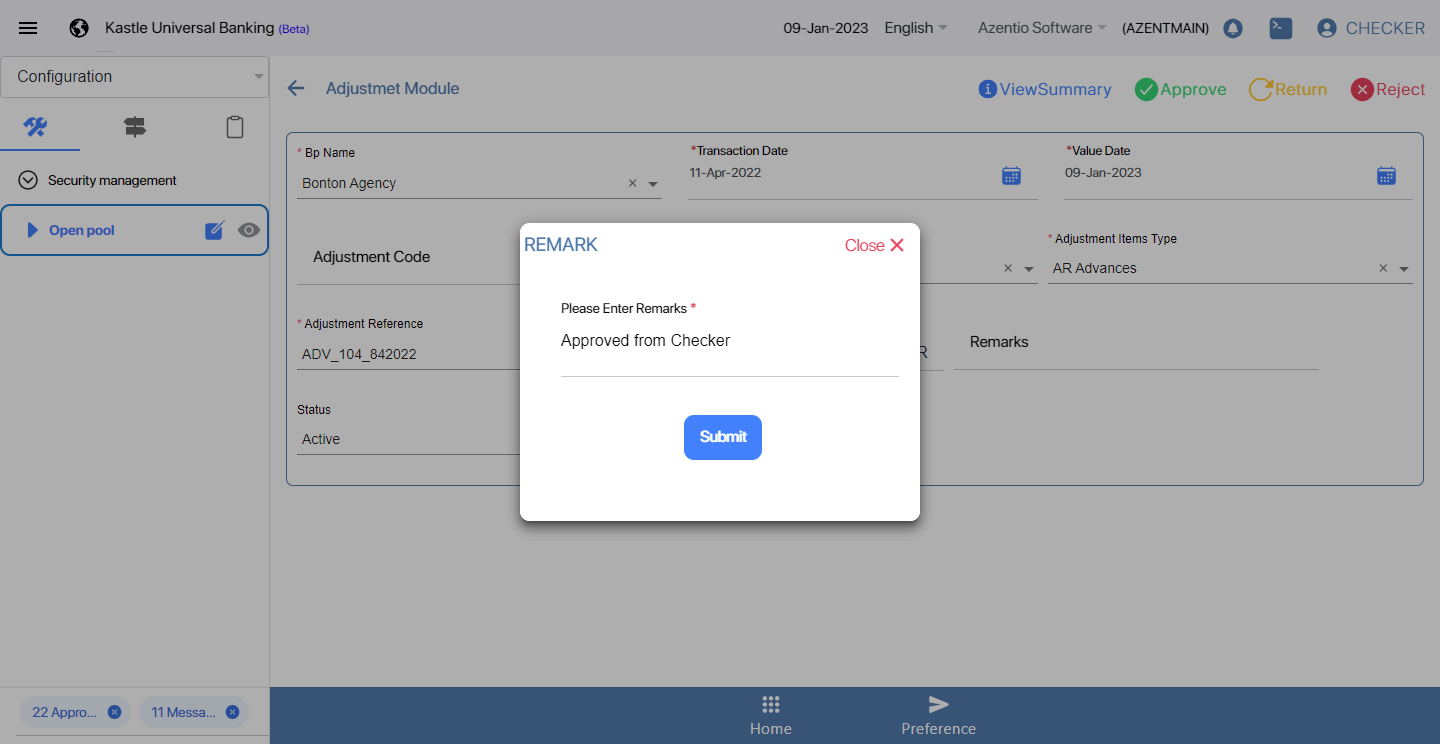 Kastle Universal Banking (Beta)
09-Jan-2023
English
Azentio Software
(AZENTMAIN)
CHECKER
Configuration
Adjustmet Module
ViewSummary
Approve
Return
Reject
Security management
Open pool
* Bp Name
Bonton Agency
*Transaction Date
11-Apr-2022
*Value Date
09-Jan-2023
Adjustment Code
* Adjustment Items Type
AR Advances
* Adjustment Reference
ADV_104_842022
R
Remarks
Status
Active
REMARK
Close
Please Enter Remarks *
Approved from Checker
Submit
22 Appro...
11 Messa...
Home
Preference